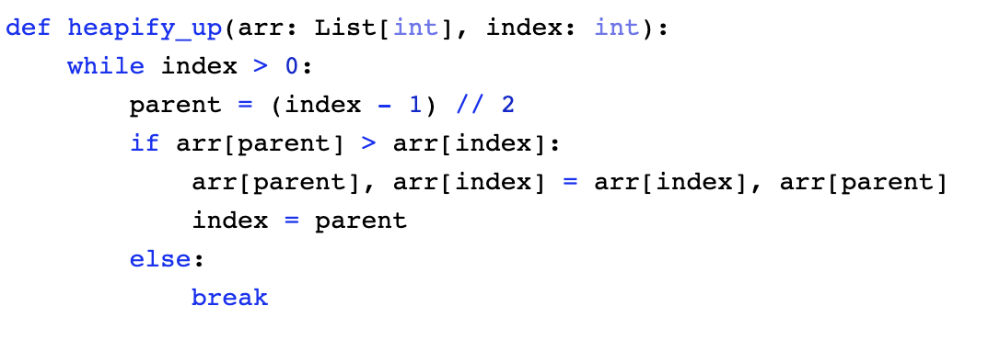 def heapify_up(arr: List[int], index: int):
    while index > 0:
        parent = (index - 1) // 2
        if arr[parent] > arr[index]:
            arr[parent], arr[index] = arr[index], arr[parent]
            index = parent
        else:
            break